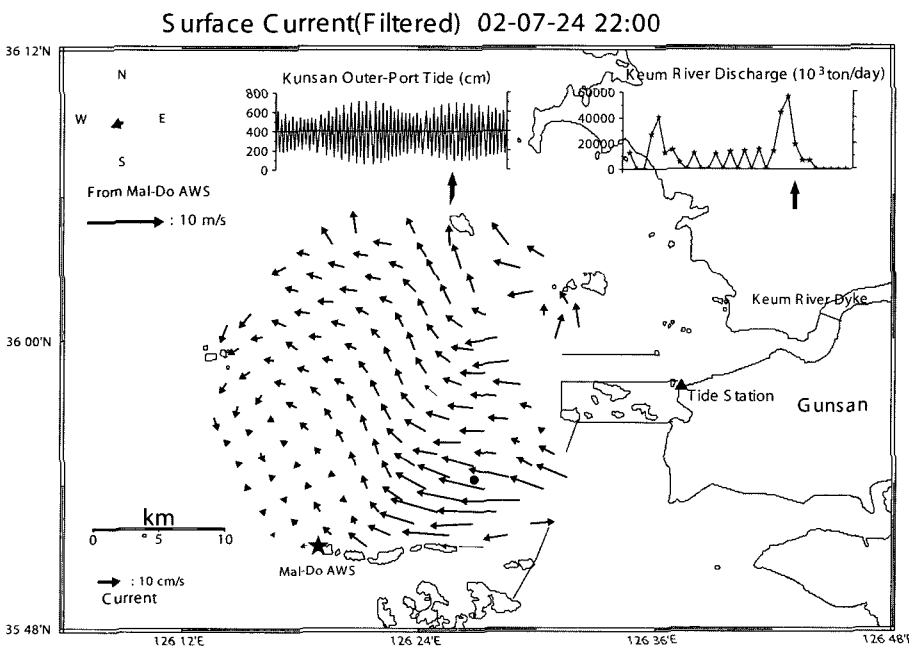 Surface Current(Filtered) 02-07-24 22:00
36 12'N
N
W E
S
From Mal-Do AWS
: 10 m/s
Kunsan Outer-Port Tide (cm)
800
600
400
200
0
Keum River Discharge (10³ton/day)
60000
40000
20000
0
Keum River Dyke
36 00'N
Tide Station
Gunsan
km
0 5 10
Mal-Do AWS
: 10 cm/s
Current
35 48'N
126 12'E 126 24'E 126 36'E 126 48'E